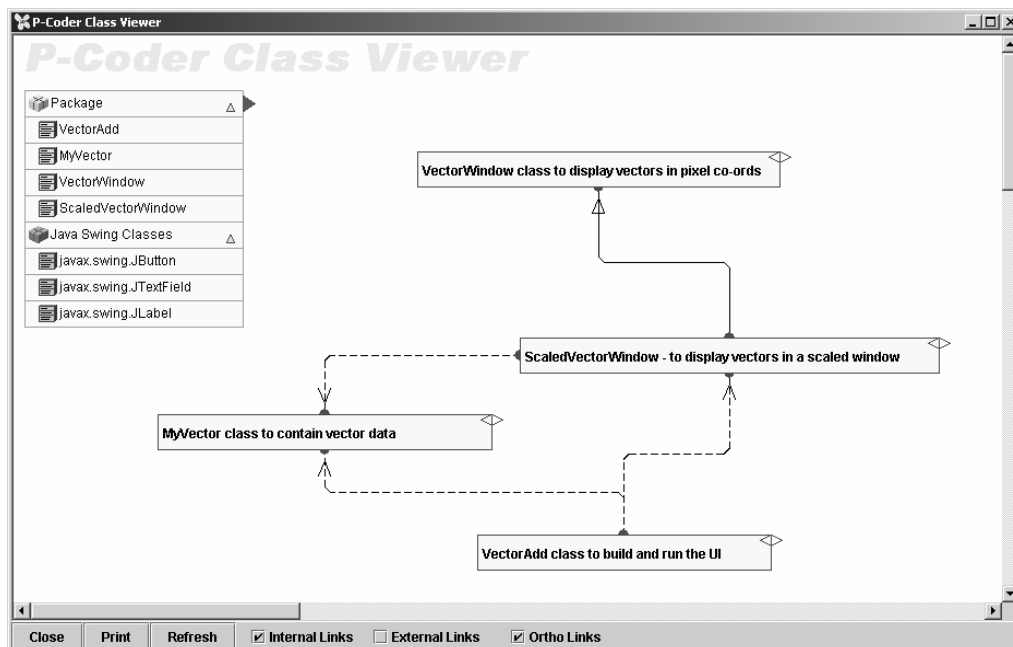 P-Coder Class Viewer
P-Coder Class Viewer
Package
VectorAdd
MyVector
VectorWindow
ScaledVectorWindow
Java Swing Classes
javax.swing.JButton
javax.swing.JTextField
javax.swing.JLabel
VectorWindow class to display vectors in pixel co-ords
ScaledVectorWindow - to display vectors in a scaled window
MyVector class to contain vector data
VectorAdd class to build and run the UI
Close Print Refresh Internal Links External Links Ortho Links